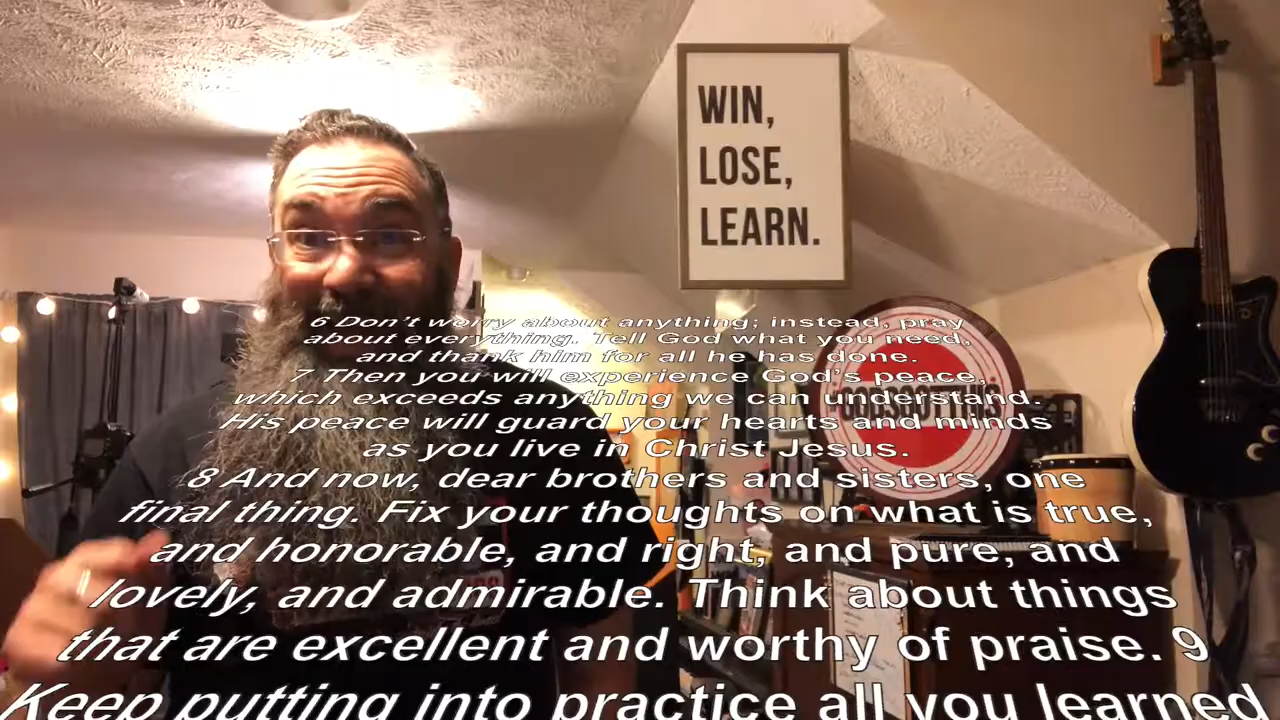 WIN,
LOSE,
LEARN.
6 Don't worry about anything; instead, pray
about everything. Tell God what you need,
and thank him for all he has done.
7 Then you will experience God's peace,
which exceeds anything we can understand.
His peace will guard your hearts and minds
as you live in Christ Jesus.
8 And now, dear brothers and sisters, one
final thing. Fix your thoughts on what is true,
and honorable, and right, and pure, and
lovely, and admirable. Think about things
that are excellent and worthy of praise. 9
Keep putting into practice all you learned